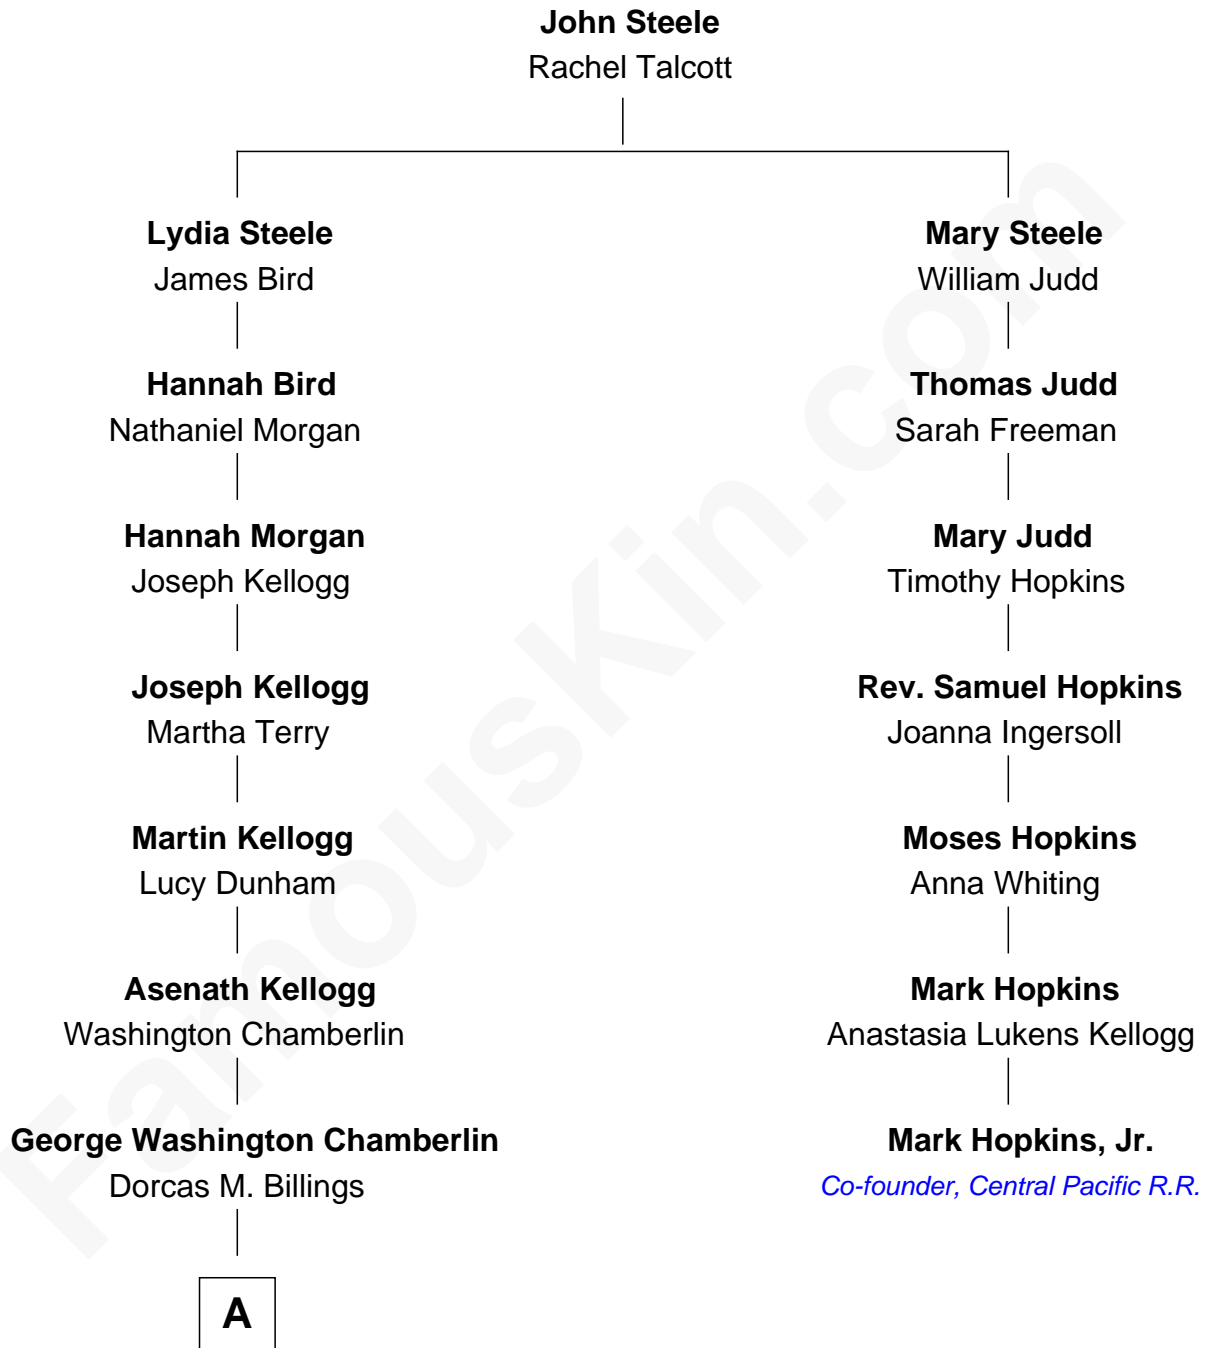 John Steele
Rachel Talcott
Lydia Steele
James Bird
Mary Steele
William Judd
Hannah Bird
Nathaniel Morgan
Thomas Judd
Sarah Freeman
Hannah Morgan
Joseph Kellogg
Mary Judd
Timothy Hopkins
Joseph Kellogg
Martha Terry
Rev. Samuel Hopkins
Joanna Ingersoll
Martin Kellogg
Lucy Dunham
Moses Hopkins
Anna Whiting
Asenath Kellogg
Washington Chamberlin
Mark Hopkins
Anastasia Lukens Kellogg
George Washington Chamberlin
Dorcas M. Billings
Mark Hopkins, Jr.
Co-founder, Central Pacific R.R.
A
FamousKin.com